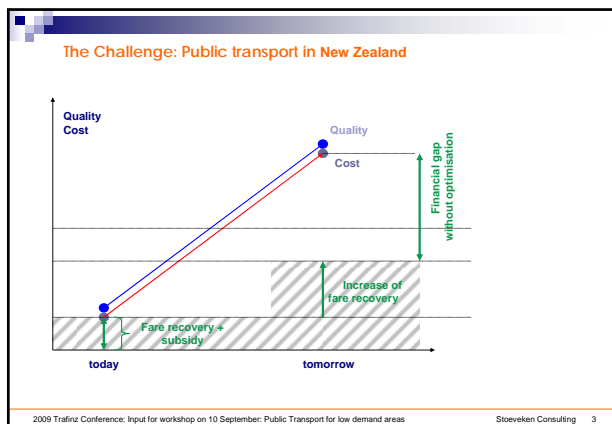 The Challenge: Public transport in New Zealand
Quality
Cost
Quality
Cost
Financial gap
without optimisation
Increase of
fare recovery
Fare recovery +
subsidy
today
tomorrow
2009 Trafinz Conference: Input for workshop on 10 September: Public Transport for low demand areas
Stoeveken Consulting 3